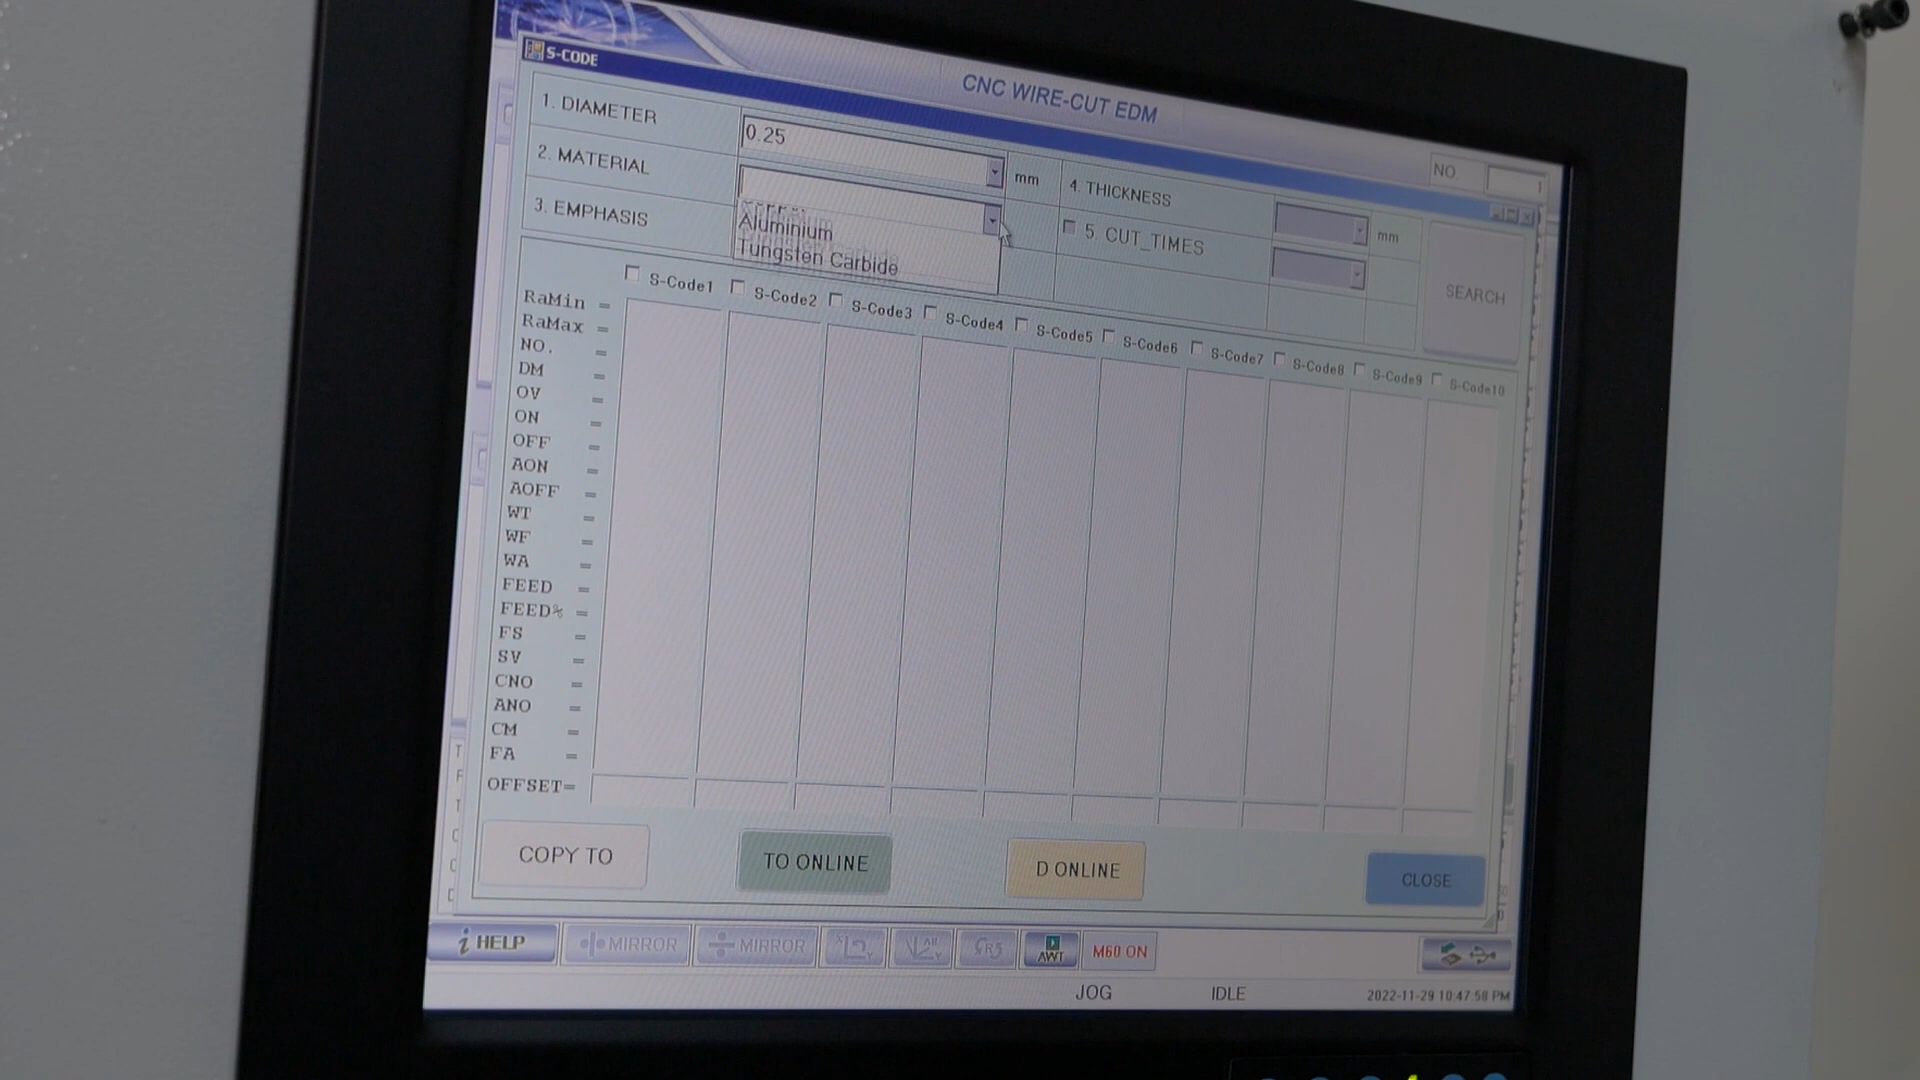 CNC WIRE-CUT EDM
S-CODE
NO
1
1. DIAMETER
0.25
mm
2. MATERIAL
Aluminium
Tungsten Carbide
3. EMPHASIS
4. THICKNESS
mm
5. CUT_TIMES
SEARCH
S-Code1 S-Code2 S-Code3 S-Code4 S-Code5 S-Code6 S-Code7 S-Code8 S-Code9 S-Code10
RaMin =
RaMax =
NO. =
DM =
OV =
ON =
OFF =
AON =
AOFF =
WT =
WF =
WA =
FEED =
FEED% =
FS =
SV =
CNO =
ANO =
CM =
FA =
OFFSET=
COPY TO
TO ONLINE
D ONLINE
CLOSE
i HELP
MIRROR
MIRROR
AWT
M60 ON
JOG
IDLE
2022-11-29 10:47:58 PM